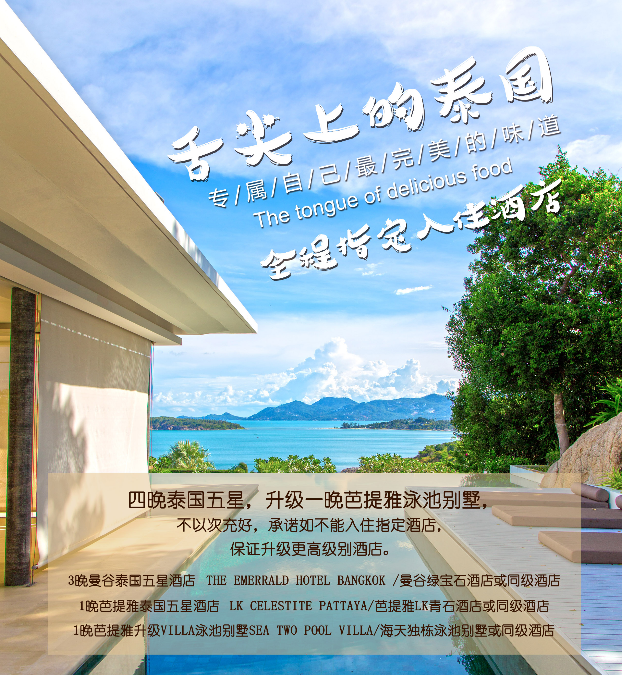 舌尖上的泰国
专/属/自/己/最/完/美/的/味/道
The tongue of delicious food
全程指定入住酒店
四晚泰国五星，升级一晚芭提雅泳池别墅，
不以次充好，承诺如不能入住指定酒店，
保证升级更高级别酒店。
3晚曼谷泰国五星酒店 THE EMERRALD HOTEL BANGKOK /曼谷绿宝石酒店或同级酒店
1晚芭提雅泰国五星酒店 LK CELESTITE PATTAYA/芭提雅LK青石酒店或同级酒店
1晚芭提雅升级VILLA泳池别墅SEA TWO POOL VILLA/海天独栋泳池别墅或同级酒店